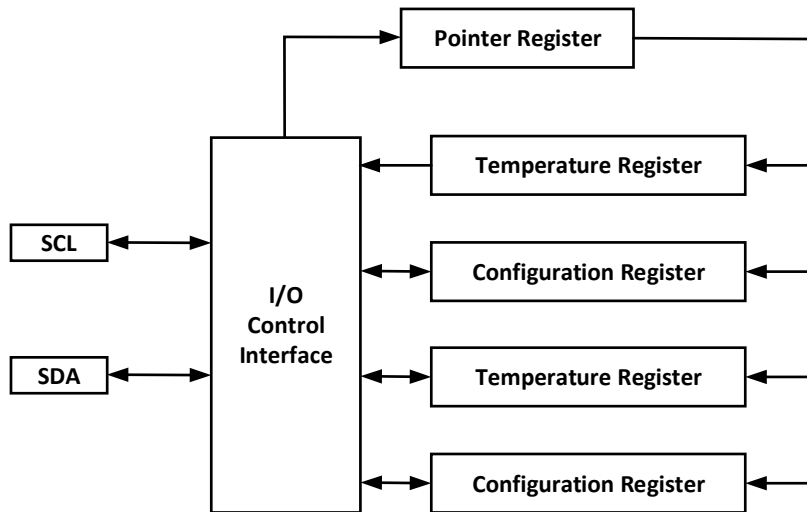 Pointer Register
Temperature Register
SCL
Configuration Register
I/O
Control
Interface
SDA
Temperature Register
Configuration Register